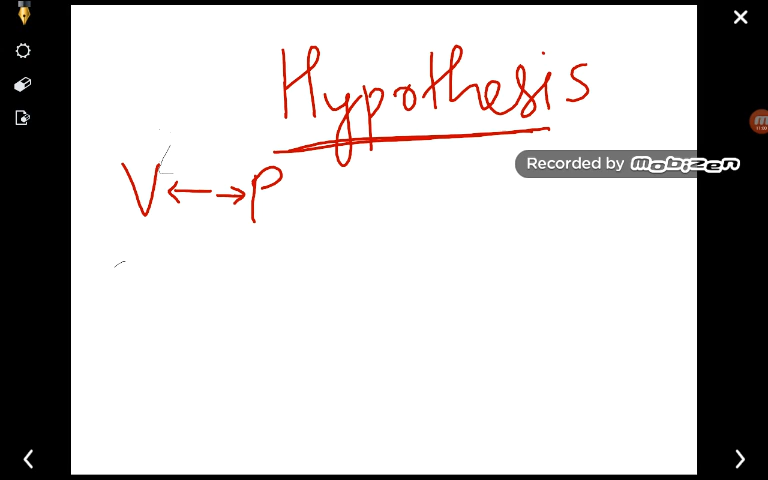 Hypothesis
Recorded by MOBIZEN
V ←→ P